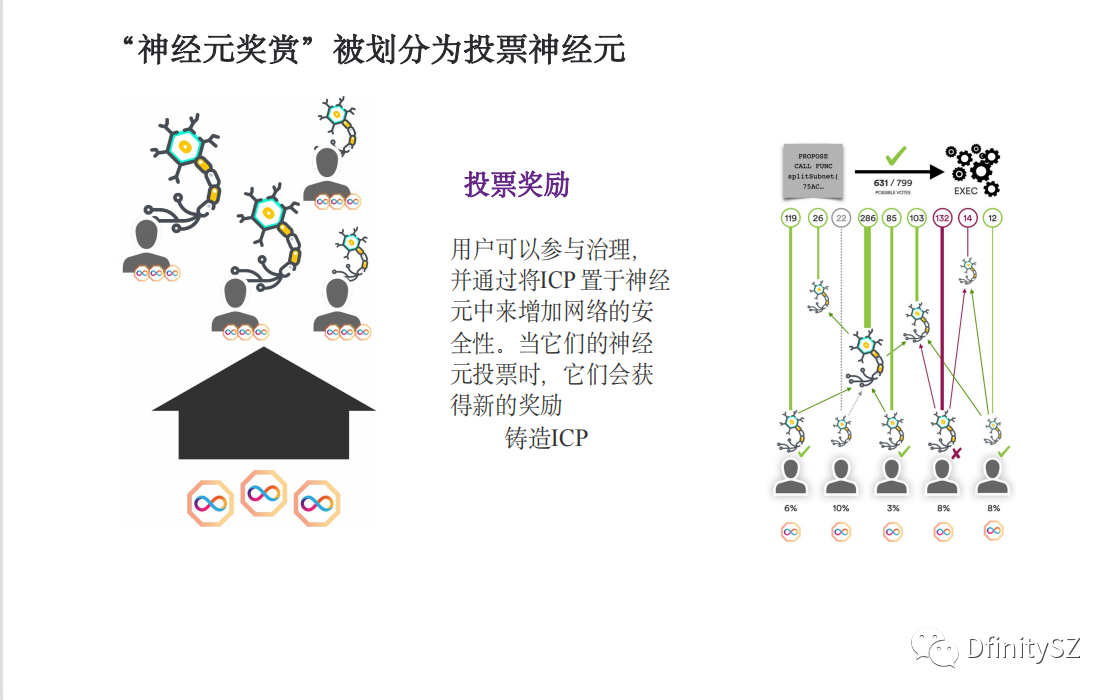 “神经元奖赏”被划分为投票神经元
投票奖励
用户可以参与治理,
并通过将ICP 置于神经
元中来增加网络的安
全性。当它们的神经
元投票时, 它们会获
得新的奖励
铸造ICP
PROPOSE
CALL FUNC
splitSubnet(
75AC…
631 / 799
POSSIBLE VOTES
EXEC
119 26 22 286 85 103 132 14 12
6% 10% 3% 8% 8%
DfinitySZ